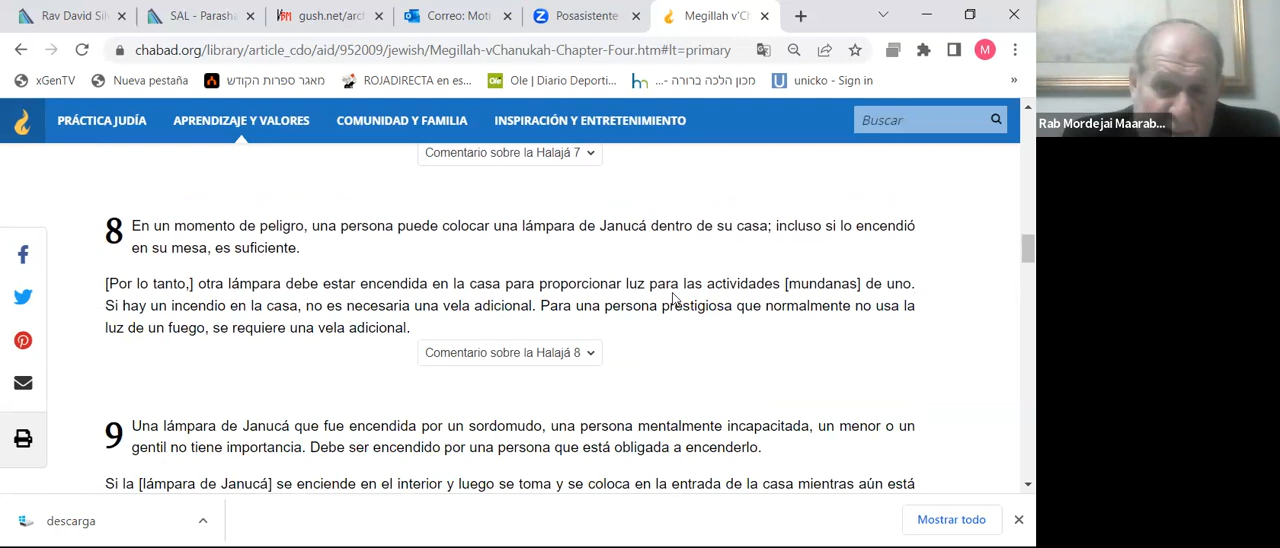 Rav David Sil
SAL - Parasha
gush.net/arc
Correo: Moti
Posasistente
Megillah v'Ch
chabad.org/library/article_cdo/aid/952009/jewish/Megillah-vChanukah-Chapter-Four.htm#lt=primary
M
xGenTV
Nueva pestaña
מאגר ספרות הקודש
ROJADIRECTA en es...
Ole | Diario Deporti...
מכון הלכה ברורה -...
unicko - Sign in
»
PRÁCTICA JUDÍA
APRENDIZAJE Y VALORES
COMUNIDAD Y FAMILIA
INSPIRACIÓN Y ENTRETENIMIENTO
Buscar
Rab Mordejai Maarab...
Comentario sobre la Halajá 7
8 En un momento de peligro, una persona puede colocar una lámpara de Janucá dentro de su casa; incluso si lo encendió
en su mesa, es suficiente.
[Por lo tanto,] otra lámpara debe estar encendida en la casa para proporcionar luz para las actividades [mundanas] de uno.
Si hay un incendio en la casa, no es necesaria una vela adicional. Para una persona prestigiosa que normalmente no usa la
luz de un fuego, se requiere una vela adicional.
Comentario sobre la Halajá 8
9 Una lámpara de Janucá que fue encendida por un sordomudo, una persona mentalmente incapacitada, un menor o un
gentil no tiene importancia. Debe ser encendido por una persona que está obligada a encenderlo.
Si la [lámpara de Janucá] se enciende en el interior y luego se toma y se coloca en la entrada de la casa mientras aún está
descarga
Mostrar todo